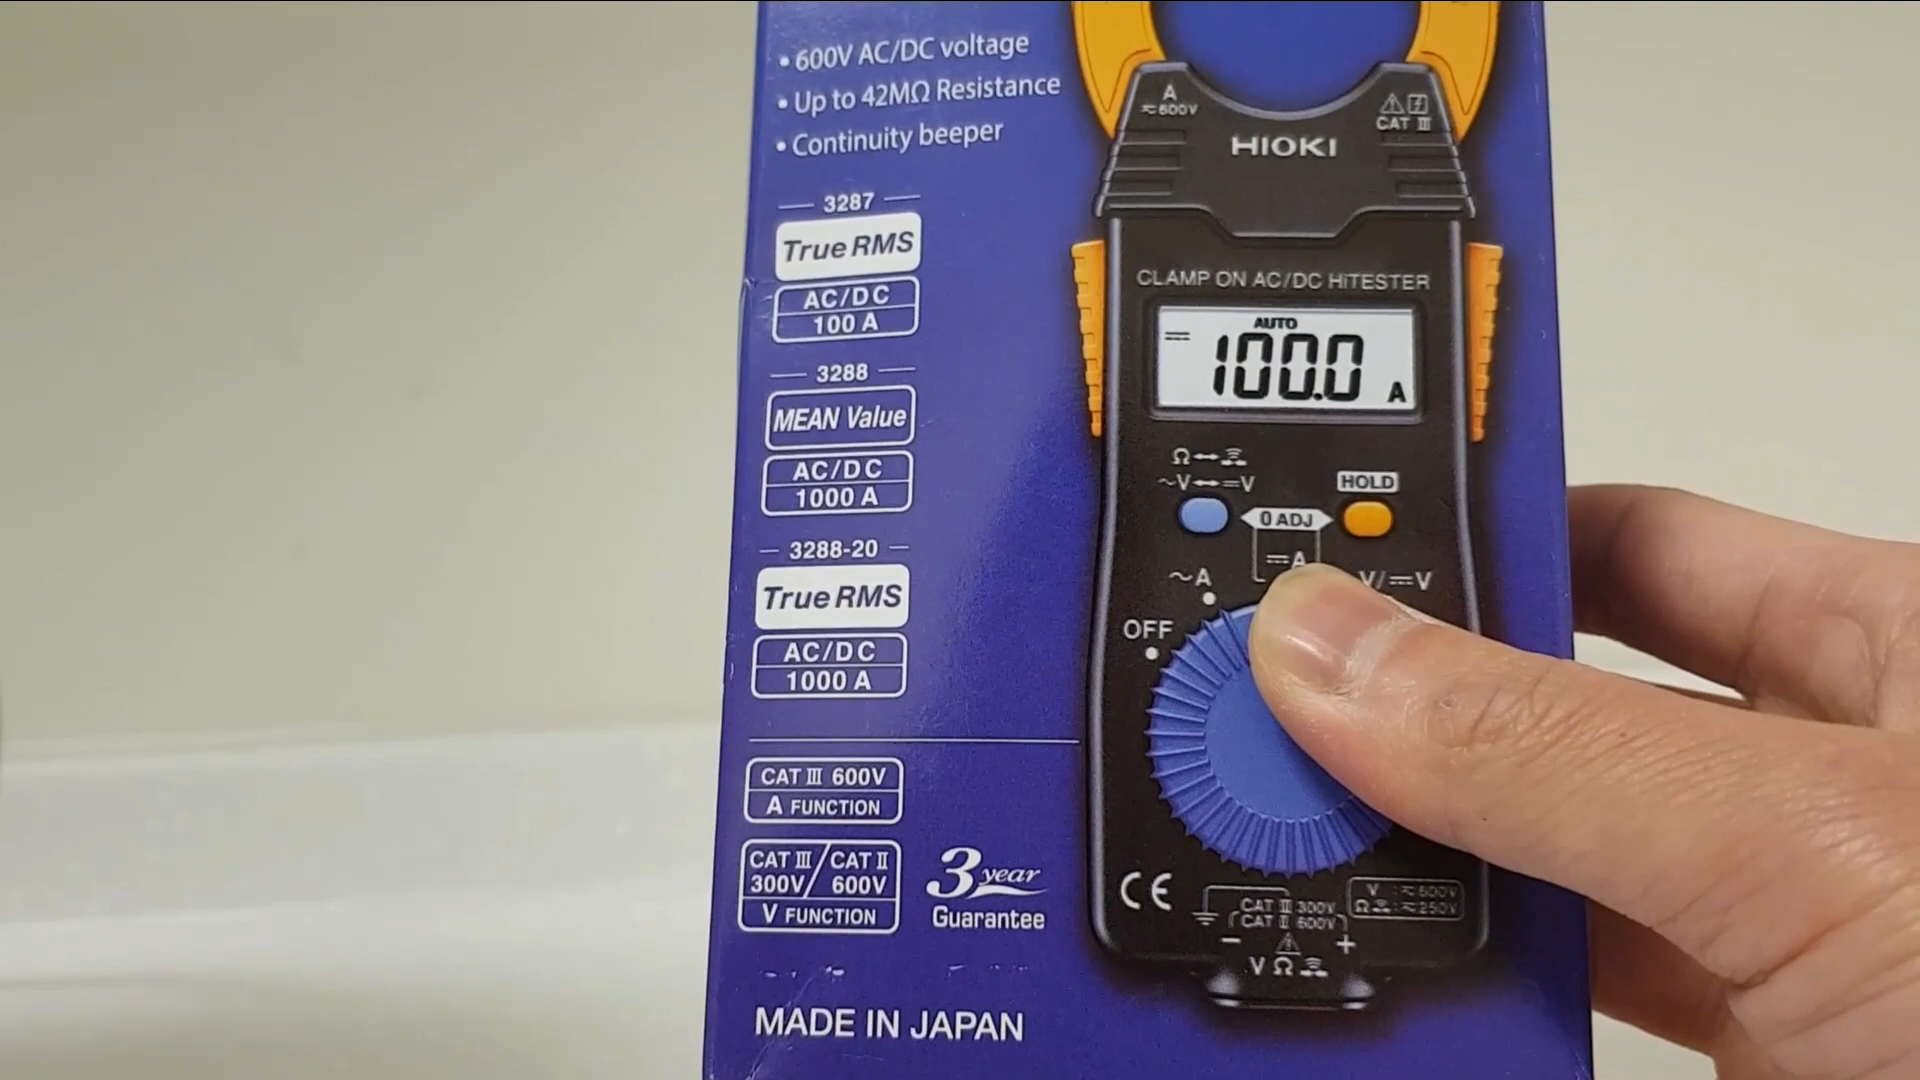 • 600V AC/DC voltage
• Up to 42MΩ Resistance
• Continuity beeper
3287
True RMS
AC/DC
100 A
3288
MEAN Value
AC/DC
1000 A
3288-20
True RMS
AC/DC
1000 A
CAT III 600V
A FUNCTION
CAT III / CAT II
300V / 600V
V FUNCTION
3 year
Guarantee
MADE IN JAPAN
A
≂600V
CAT III
HIOKI
CLAMP ON AC/DC HiTESTER
AUTO
100.0 A
Ω
~V ↔ ⎓V
HOLD
0 ADJ
⎓A
~A
V/⎓V
OFF
CE
CAT III 300V
CAT II 600V
V : ≂600V
Ω : ≂250V
− +
V Ω